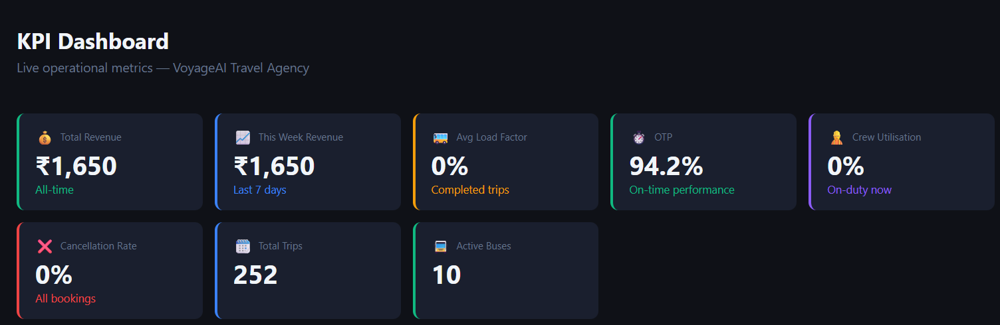 KPI Dashboard
Live operational metrics — VoyageAI Travel Agency
Total Revenue
₹1,650
All-time
This Week Revenue
₹1,650
Last 7 days
Avg Load Factor
0%
Completed trips
OTP
94.2%
On-time performance
Crew Utilisation
0%
On-duty now
Cancellation Rate
0%
All bookings
Total Trips
252
Active Buses
10